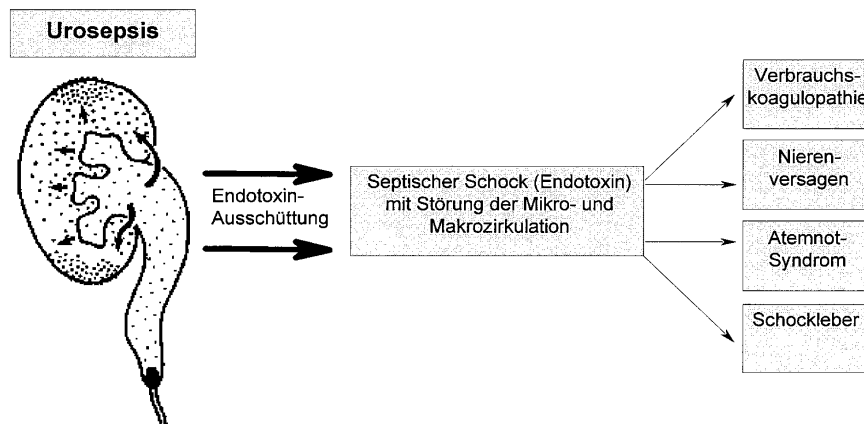 Urosepsis
Endotoxin-
Ausschüttung
Septischer Schock (Endotoxin)
mit Störung der Mikro- und
Makrozirkulation
Verbrauchs-
koagulopathie
Nieren-
versagen
Atemnot-
Syndrom
Schockleber